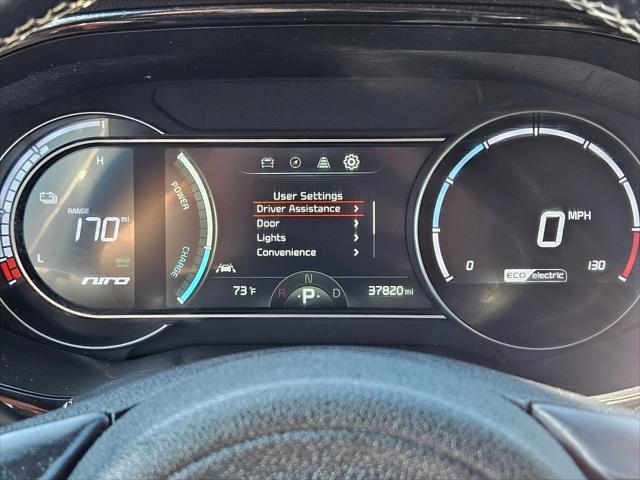 H
RANGE
170 mi.
L
niro
POWER
CHARGE
User Settings
Driver Assistance
Door
Lights
Convenience
73°F
N
R P D
37820 mi
0 MPH
0
130
ECO electric